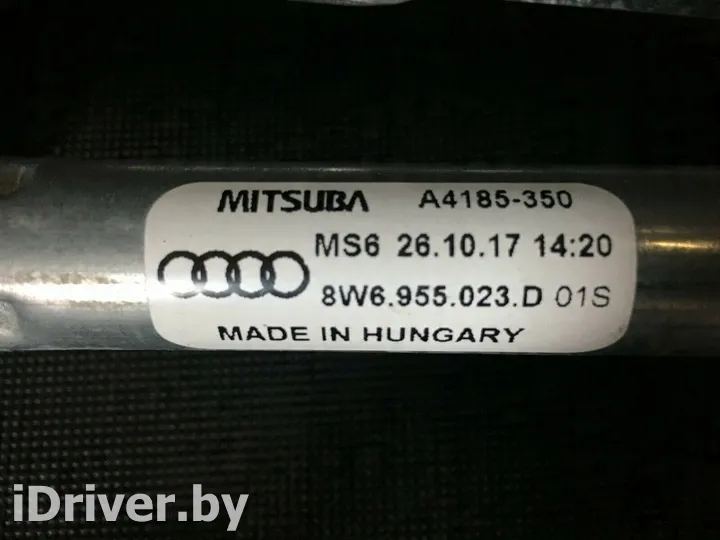 MITSUBA A4185-350
MS6 26.10.17 14:20
8W6.955.023.D 01S
MADE IN HUNGARY
iDriver.by